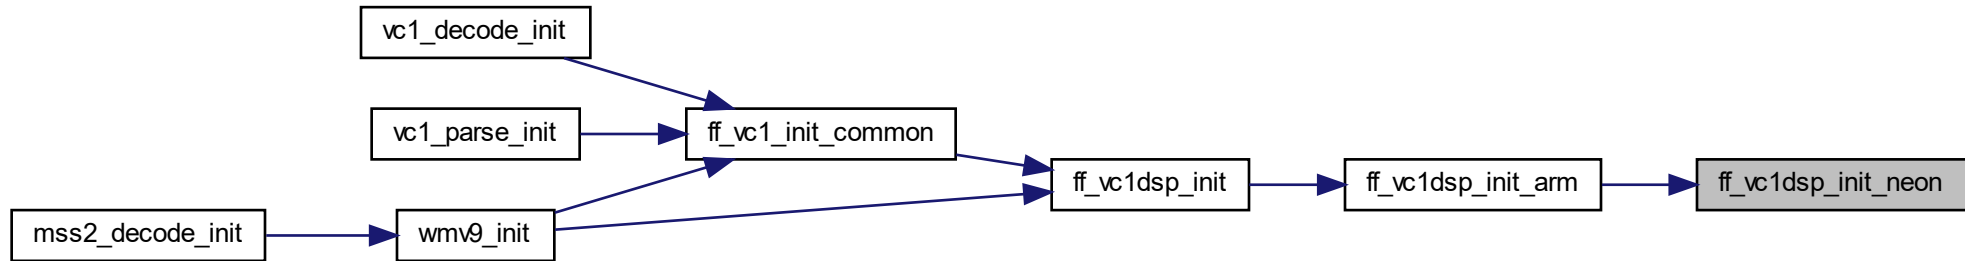 vc1_decode_init
vc1_parse_init
ff_vc1_init_common
ff_vc1dsp_init
ff_vc1dsp_init_arm
ff_vc1dsp_init_neon
mss2_decode_init
wmv9_init